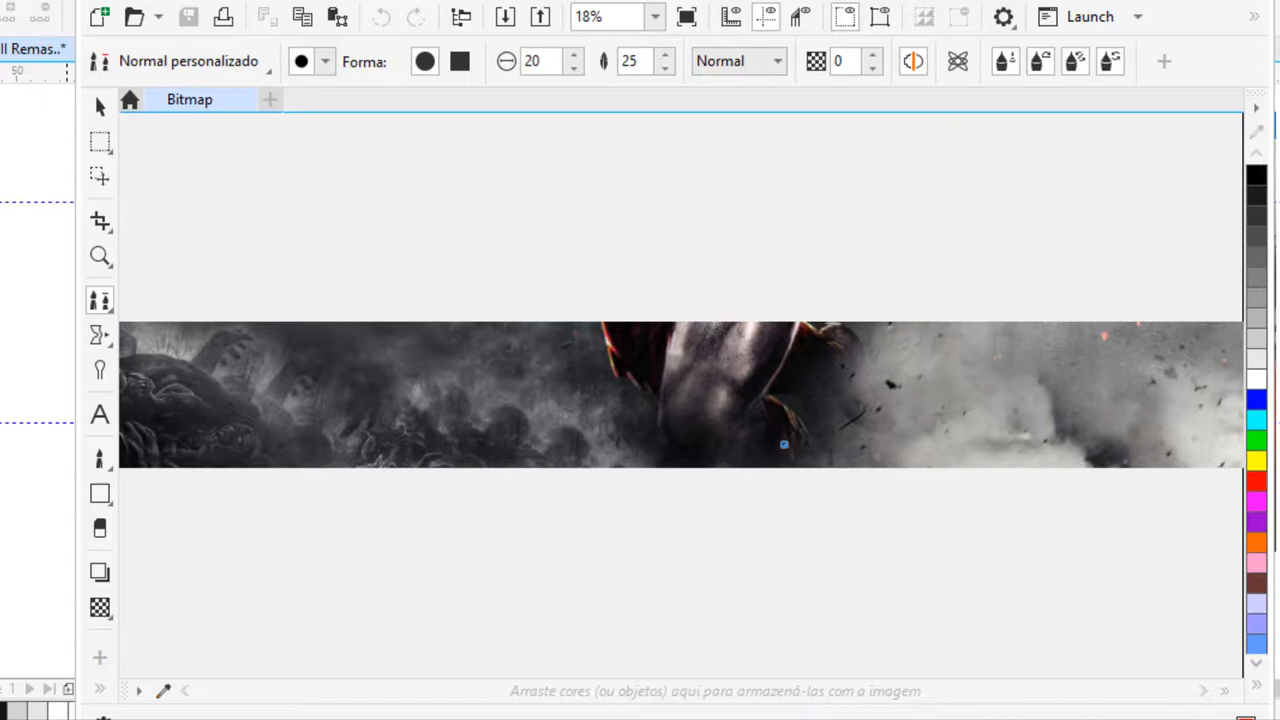 18%
Launch
ll Remas..*
Normal personalizado
Forma:
20
25
Normal
0
50
Bitmap
A
1
Arraste cores (ou objetos) aqui para armazená-las com a imagem